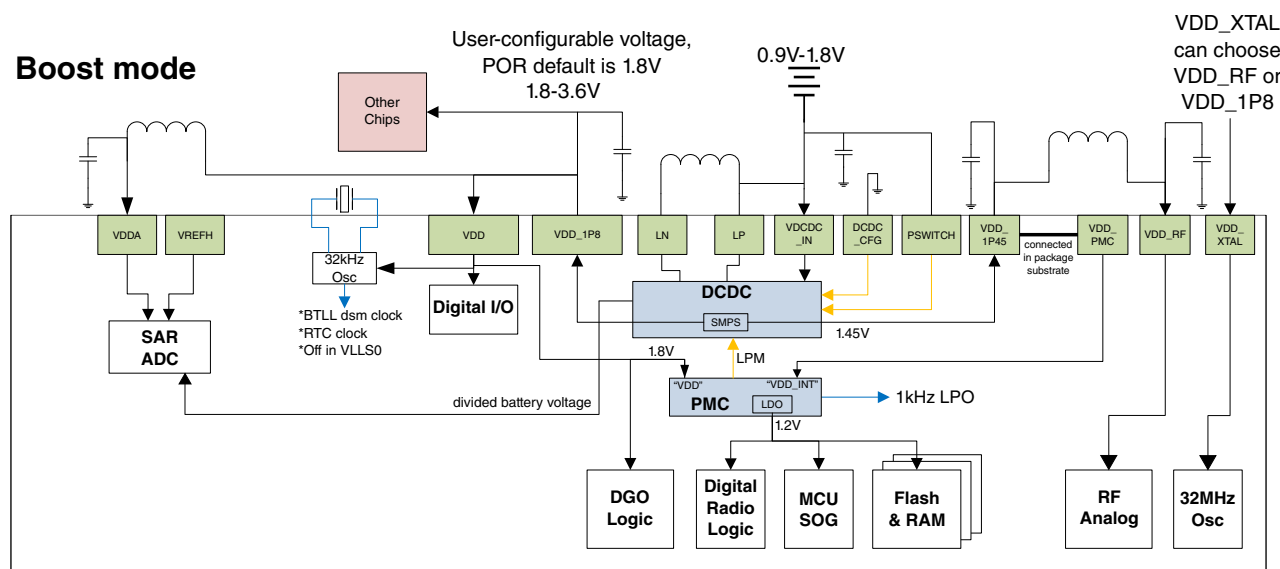 Boost mode
User-configurable voltage,
POR default is 1.8V
1.8-3.6V
0.9V-1.8V
VDD_XTAL
can choose
VDD_RF or
VDD_1P8
Other
Chips
VDDA
VREFH
VDD
VDD_1P8
LN
LP
VDCDC
_IN
DCDC
_CFG
PSWITCH
VDD_
1P45
connected
in package
substrate
VDD_
PMC
VDD_RF
VDD_
XTAL
32kHz
Osc
*BTLL dsm clock
*RTC clock
*Off in VLLS0
Digital I/O
DCDC
SMPS
1.45V
SAR
ADC
1.8V
LPM
"VDD"
"VDD_INT"
PMC
LDO
1kHz LPO
divided battery voltage
1.2V
DGO
Logic
Digital
Radio
Logic
MCU
SOG
Flash
& RAM
RF
Analog
32MHz
Osc